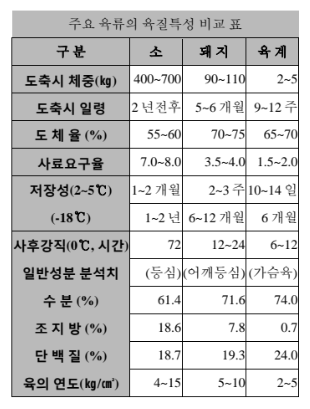 주요 육류의 육질특성 비교 표
구 분 소 돼지 육계
도축시 체중(㎏) 400~700 90~110 2~5
도축시 일령 2년전후 5~6개월 9~12주
도 체 율 (%) 55~60 70~75 65~70
사료요구율 7.0~8.0 3.5~4.0 1.5~2.0
저장성(2~5℃) 1~2개월 2~3주 10~14일
(-18℃) 1~2년 6~12개월 6개월
사후강직(0℃, 시간) 72 12~24 6~12
일반성분 분석치 (등심) (어깨등심) (가슴육)
수 분 (%) 61.4 71.6 74.0
조 지 방 (%) 18.6 7.8 0.7
단 백 질 (%) 18.7 19.3 24.0
육의 연도(㎏/㎠) 4~15 5~10 2~5